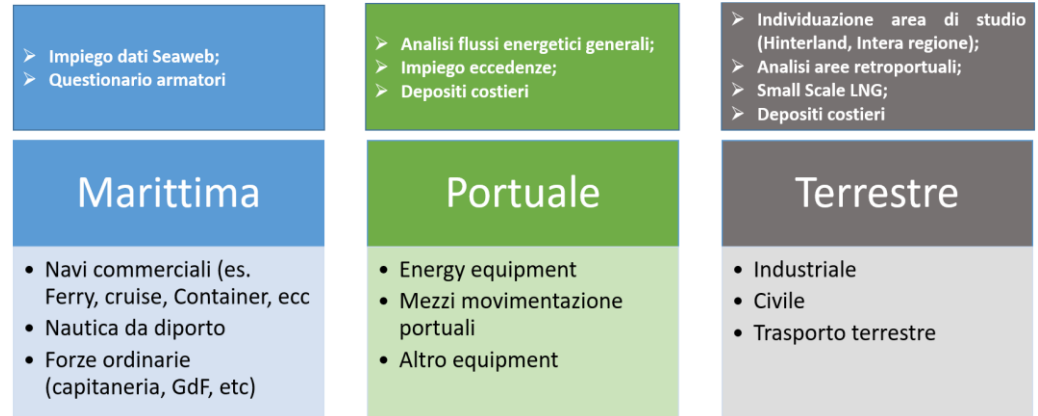 ➢ Impiego dati Seaweb;
➢ Questionario armatori
Marittima
• Navi commerciali (es.
Ferry, cruise, Container, ecc
• Nautica da diporto
• Forze ordinarie
(capitaneria, GdF, etc)
➢ Analisi flussi energetici generali;
➢ Impiego eccedenze;
➢ Depositi costieri
Portuale
• Energy equipment
• Mezzi movimentazione
portuali
• Altro equipment
➢ Individuazione area di studio
(Hinterland, Intera regione);
➢ Analisi aree retroportuali;
➢ Small Scale LNG;
➢ Depositi costieri
Terrestre
• Industriale
• Civile
• Trasporto terrestre